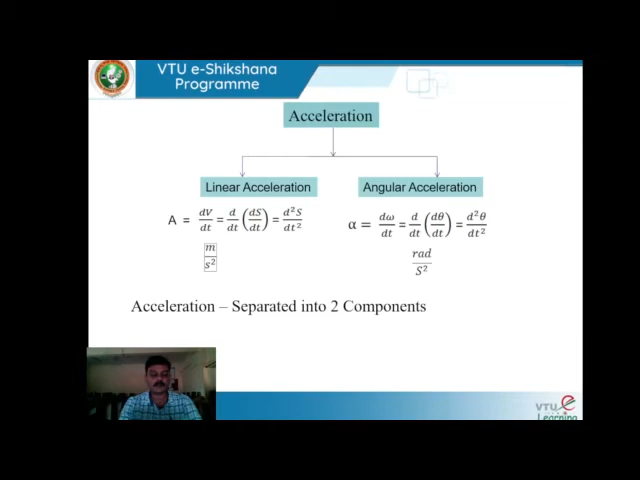 VTU e-Shikshana
Programme
Acceleration
Linear Acceleration
Angular Acceleration
A = dV/dt = d/dt (dS/dt) = d²S/dt²
α = dω/dt = d/dt (dθ/dt) = d²θ/dt²
m/s²
rad/S²
Acceleration – Separated into 2 Components
VTU e
Learning